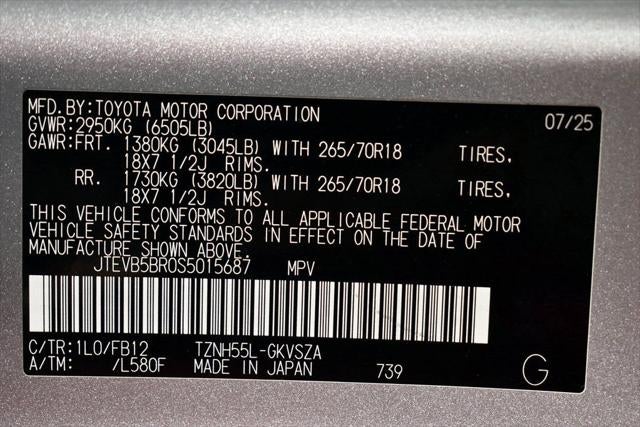 MFD.BY:TOYOTA MOTOR CORPORATION 07/25
GVWR:2950KG (6505LB)
GAWR:FRT. 1380KG (3045LB) WITH 265/70R18 TIRES,
18X7 1/2J RIMS.
RR. 1730KG (3820LB) WITH 265/70R18 TIRES,
18X7 1/2J RIMS.
THIS VEHICLE CONFORMS TO ALL APPLICABLE FEDERAL MOTOR
VEHICLE SAFETY STANDARDS IN EFFECT ON THE DATE OF
MANUFACTURE SHOWN ABOVE.
JTEVB5BR0S5015687 MPV
C/TR:1L0/FB12 TZNH55L-GKVSZA
A/TM: /L580F MADE IN JAPAN 739 G